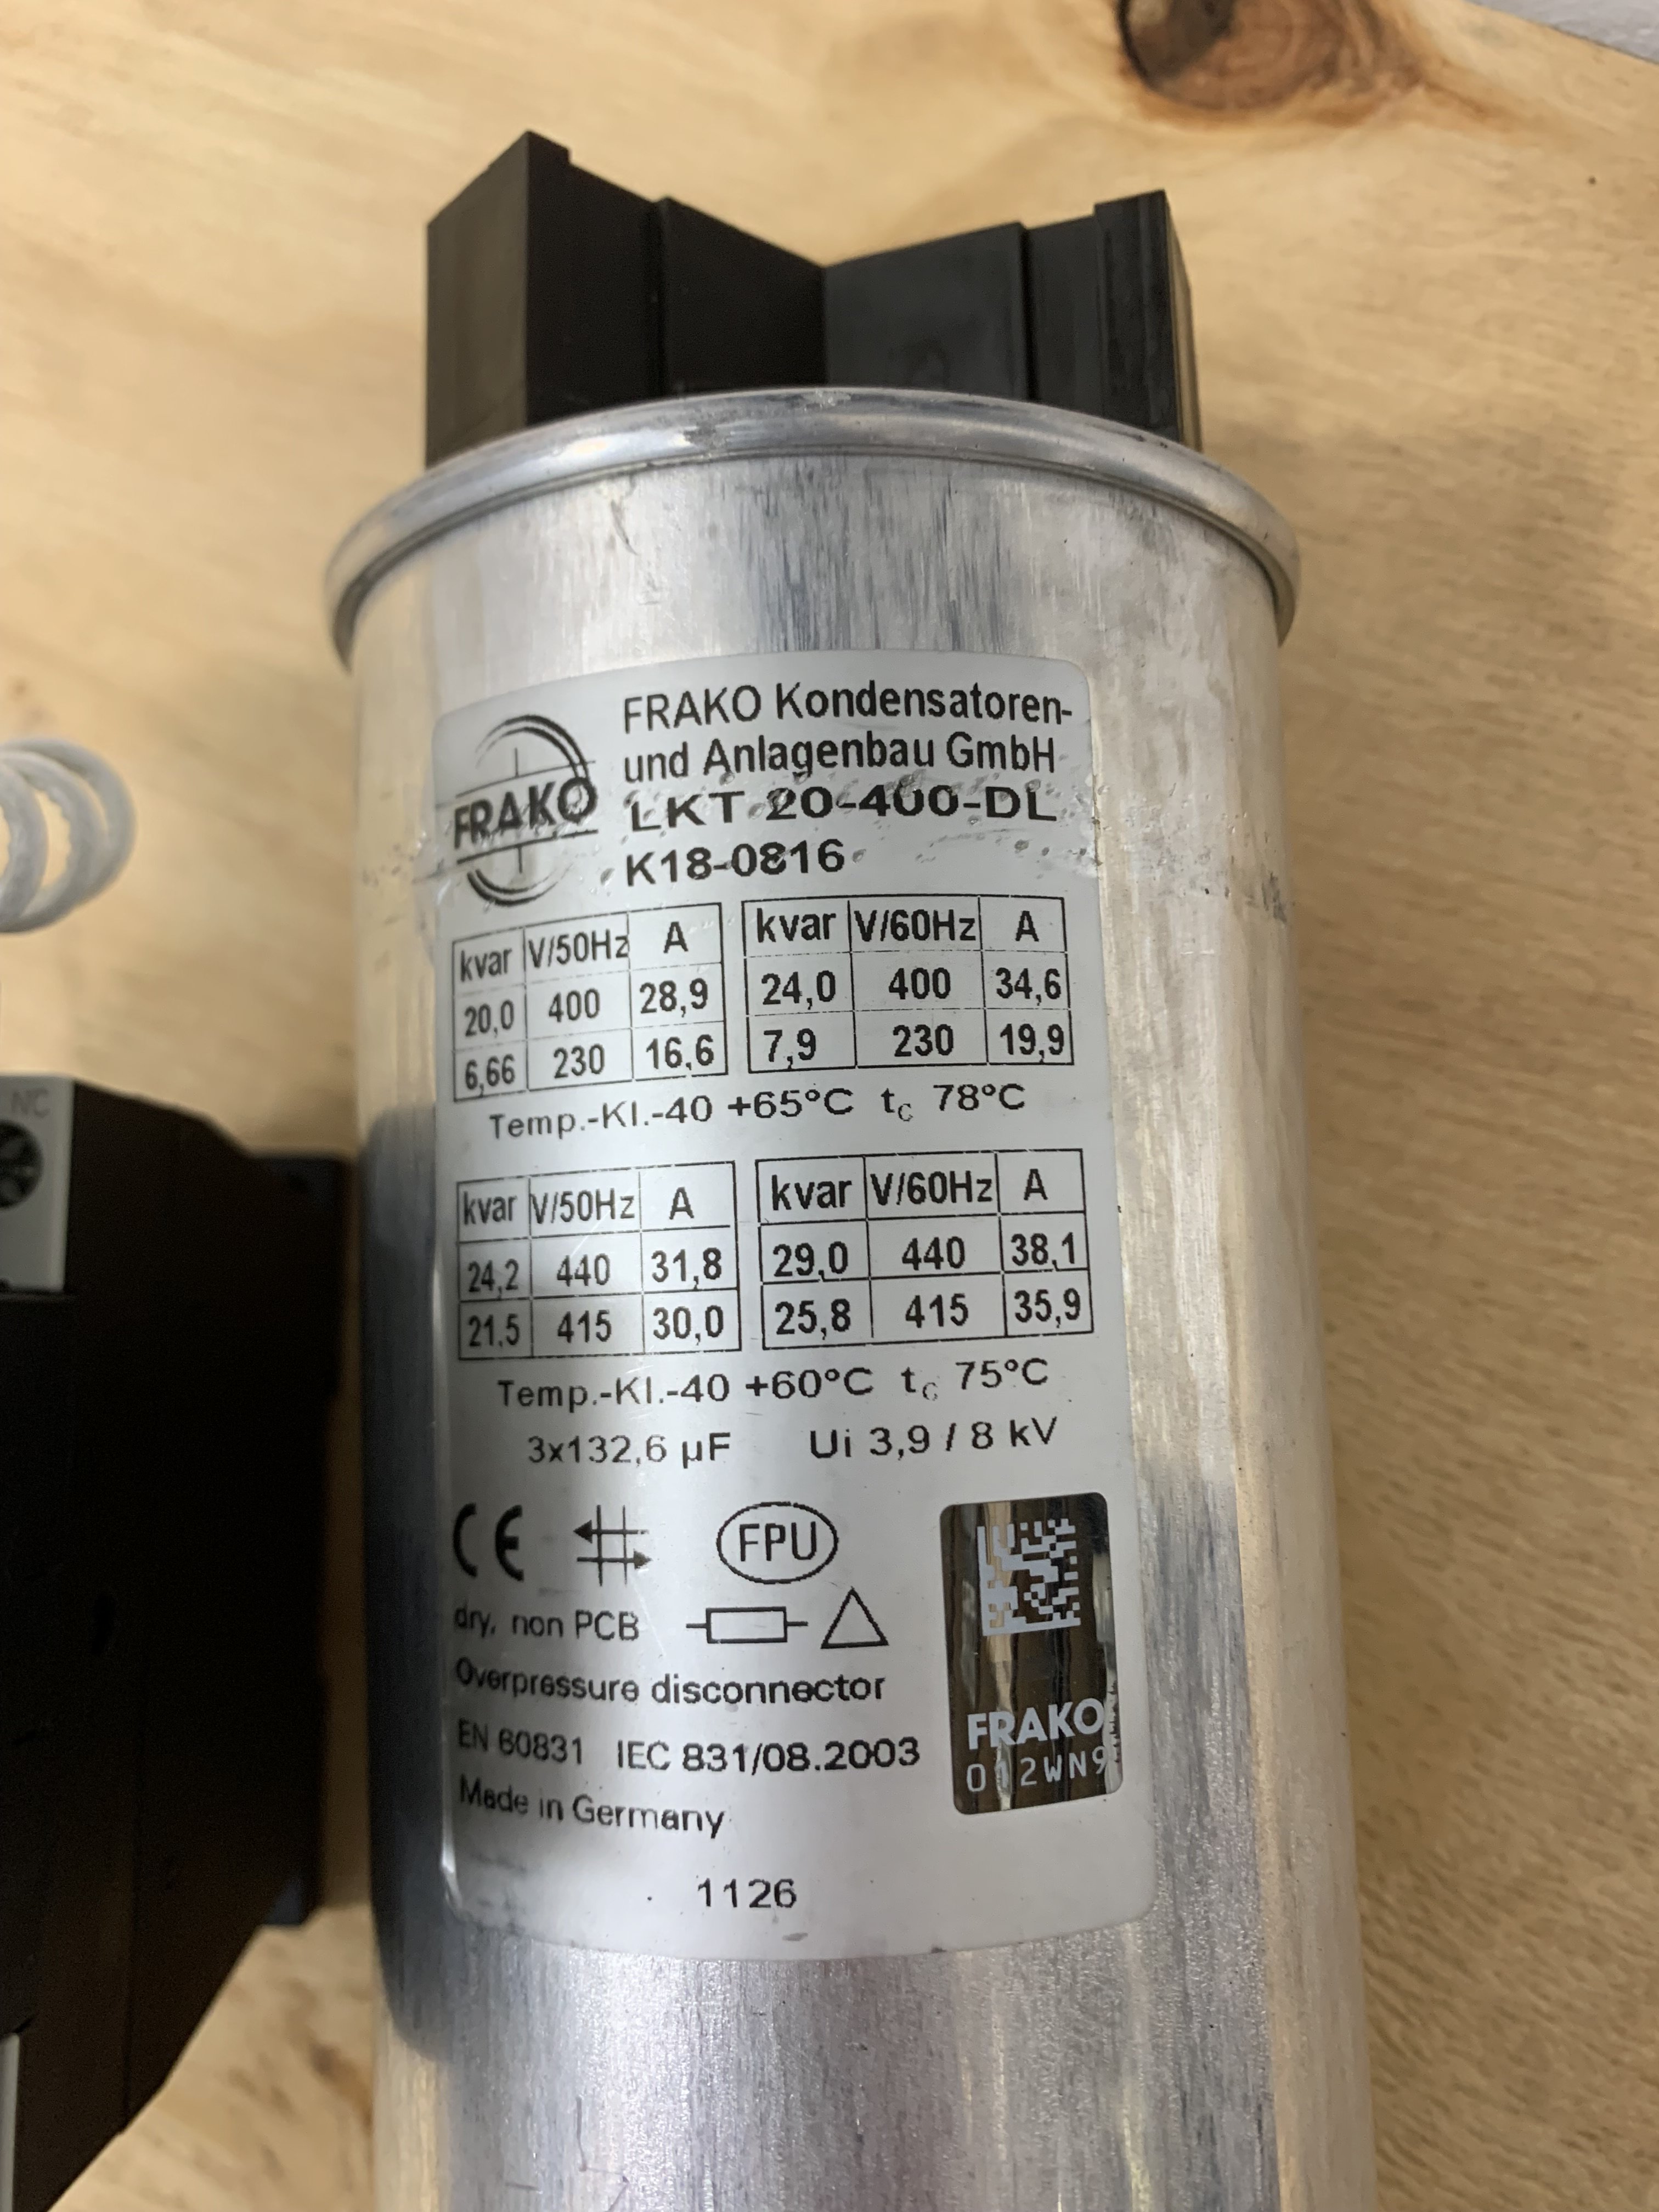 NC
FRAKO
FRAKO Kondensatoren-
und Anlagenbau GmbH
LKT 20-400-DL
K18-0816
kvar V/50Hz A
20,0 400 28,9
6,66 230 16,6
kvar V/60Hz A
24,0 400 34,6
7,9 230 19,9
Temp.-Kl.-40 +65°C tc 78°C
kvar V/50Hz A
24,2 440 31,8
21,5 415 30,0
kvar V/60Hz A
29,0 440 38,1
25,8 415 35,9
Temp.-Kl.-40 +60°C tc 75°C
3x132,6 µF Ui 3,9 / 8 kV
CE FPU
dry, non PCB
Overpressure disconnector
EN 60831 IEC 831/08.2003
Made in Germany
FRAKO
012WN9
1126